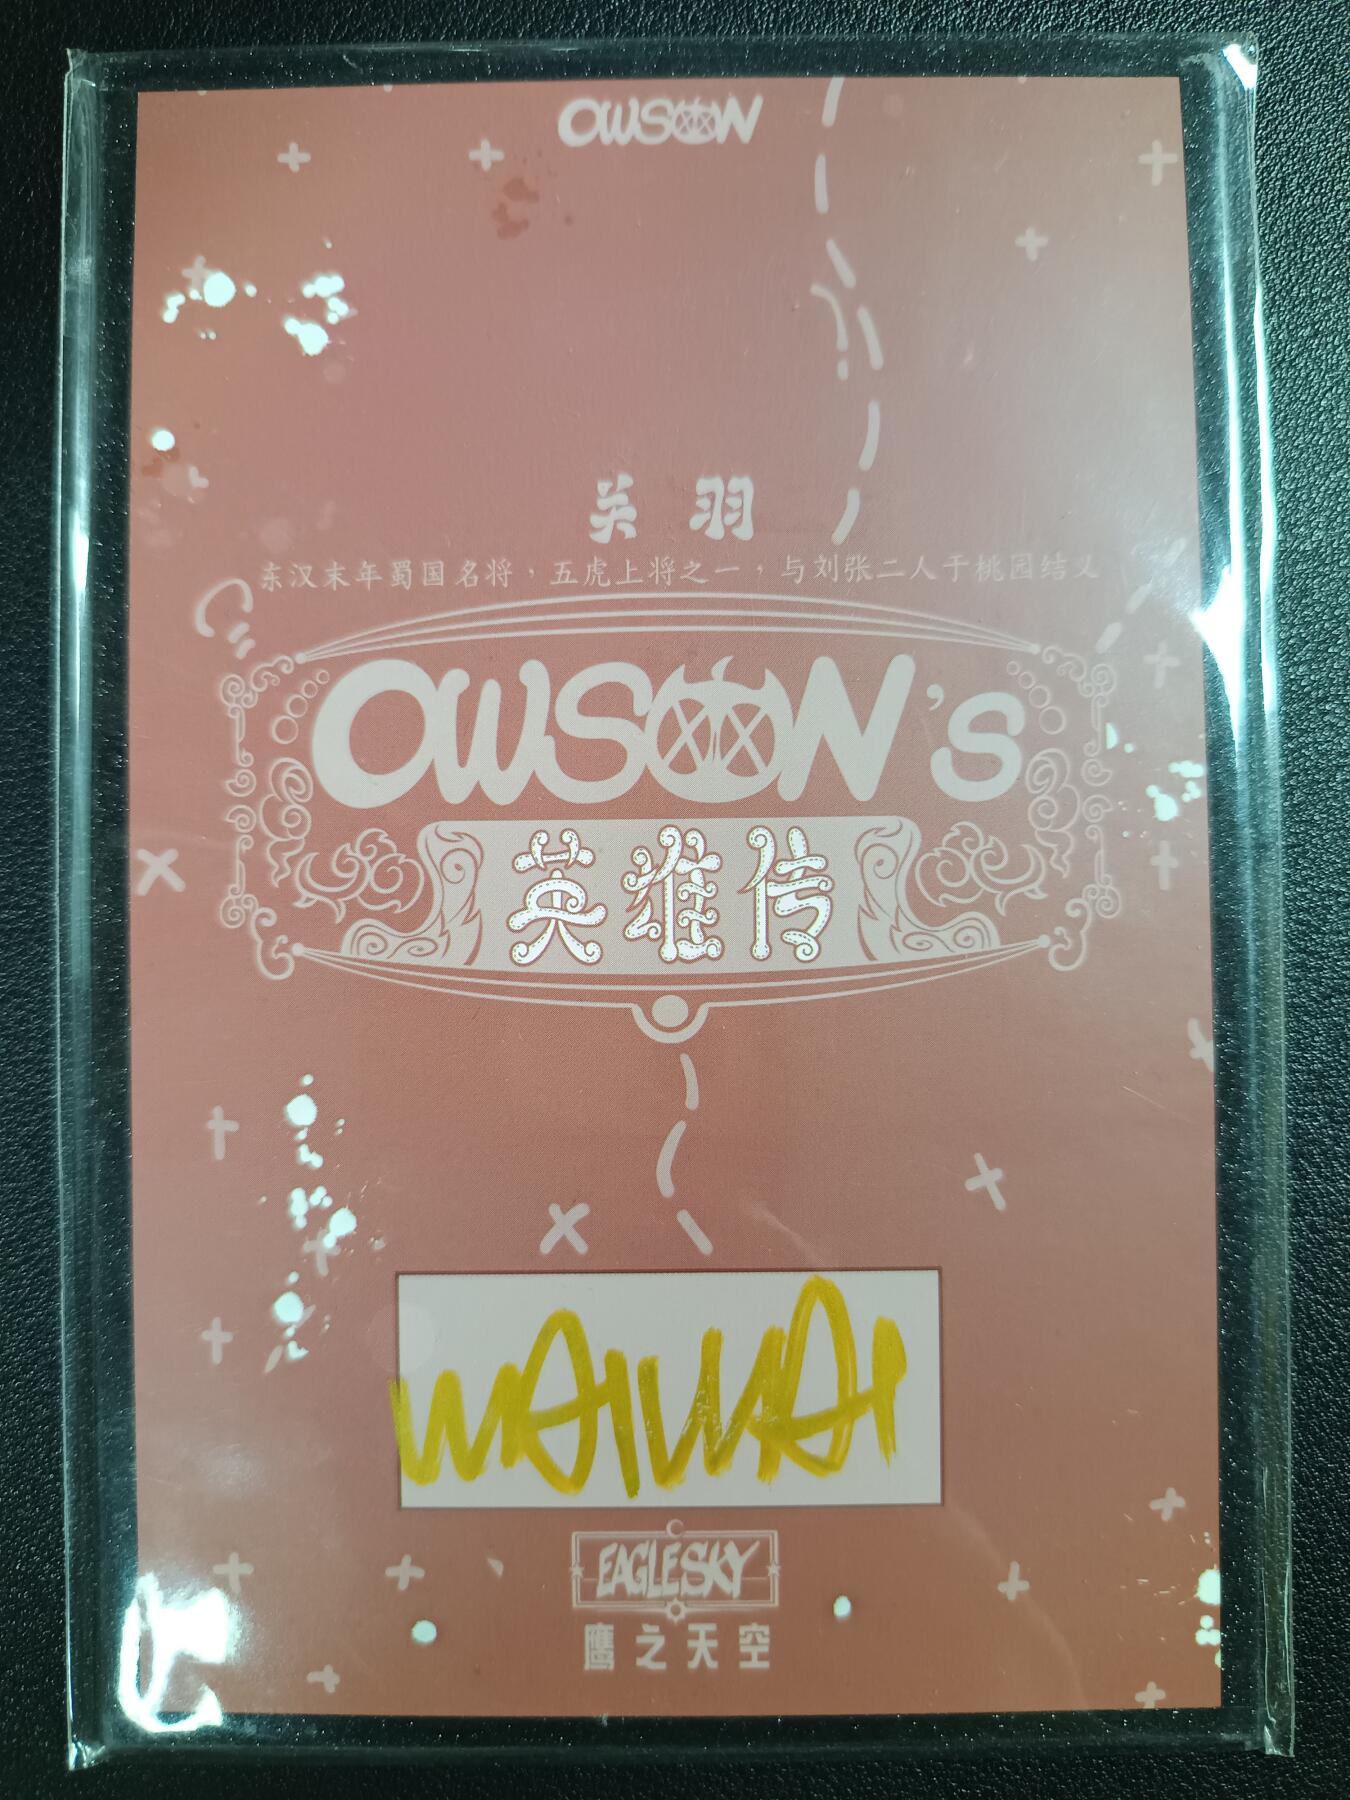 OWSON
关羽
东汉末年蜀国名将，五虎上将之一，与刘张二人于桃园结义
OWSON's
英雄传
WAIWAI
EAGLESKY
鹰之天空